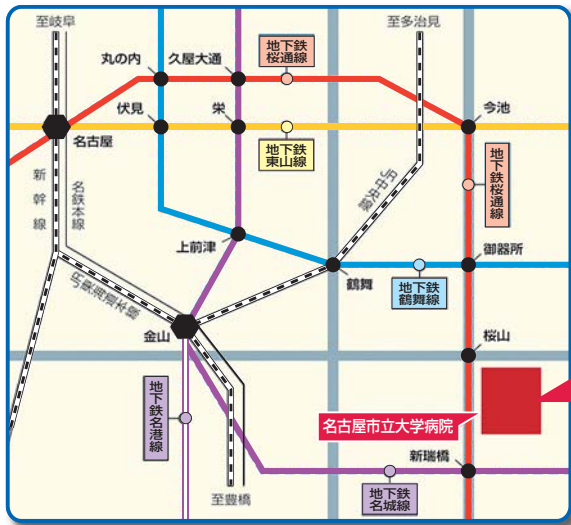 至岐阜
至多治見
丸の内
久屋大通
地下鉄
桜通線
伏見
栄
今池
名古屋
地下鉄
東山線
地下鉄桜通線
新幹線
名鉄本線
JR中央線
上前津
御器所
鶴舞
地下鉄
鶴舞線
JR東海道本線
金山
桜山
地下鉄名港線
名古屋市立大学病院
新瑞橋
地下鉄
名城線
至豊橋